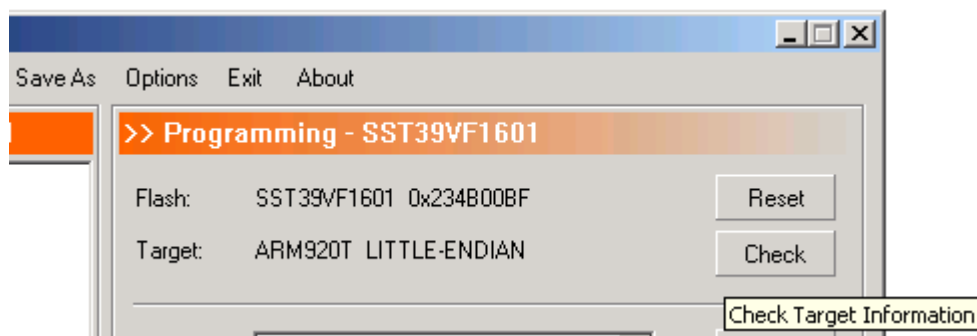 Save As Options Exit About
>> Programming - SST39VF1601
Flash: SST39VF1601 0x234B00BF Reset
Target: ARM920T LITTLE-ENDIAN Check
Check Target Information